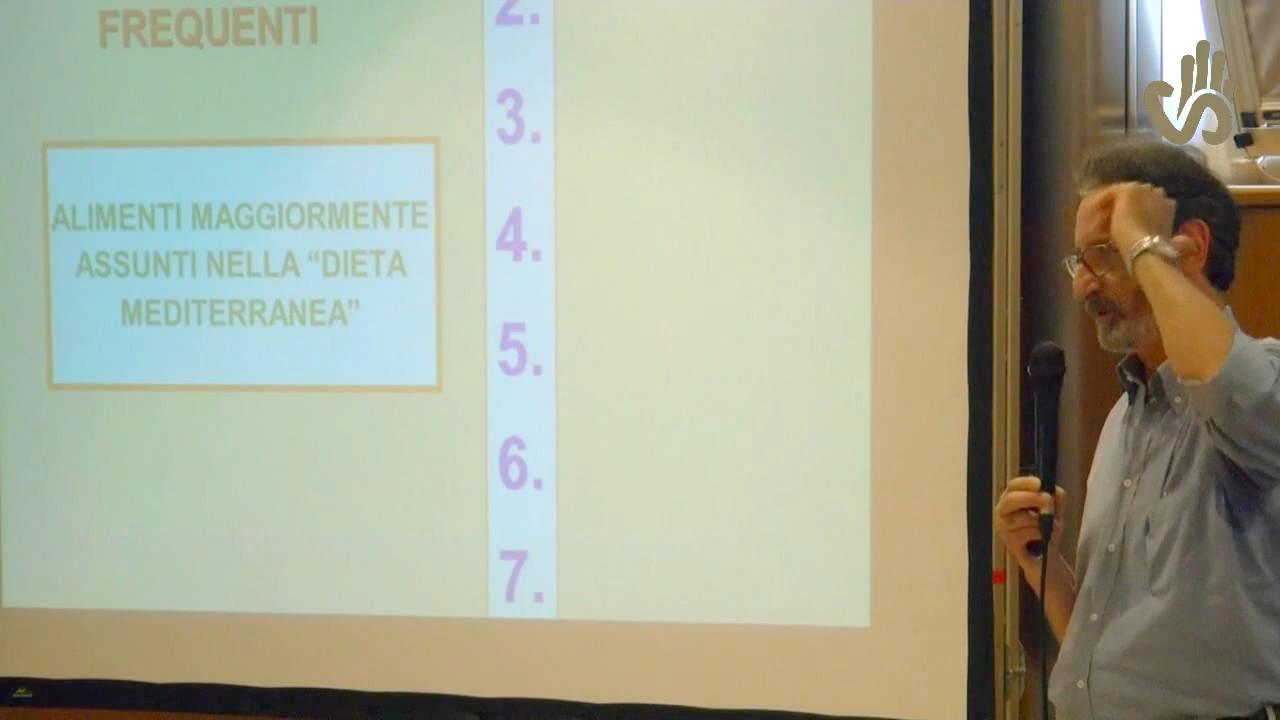 FREQUENTI
ALIMENTI MAGGIORMENTE
ASSUNTI NELLA “DIETA
MEDITERRANEA”
2.
3.
4.
5.
6.
7.